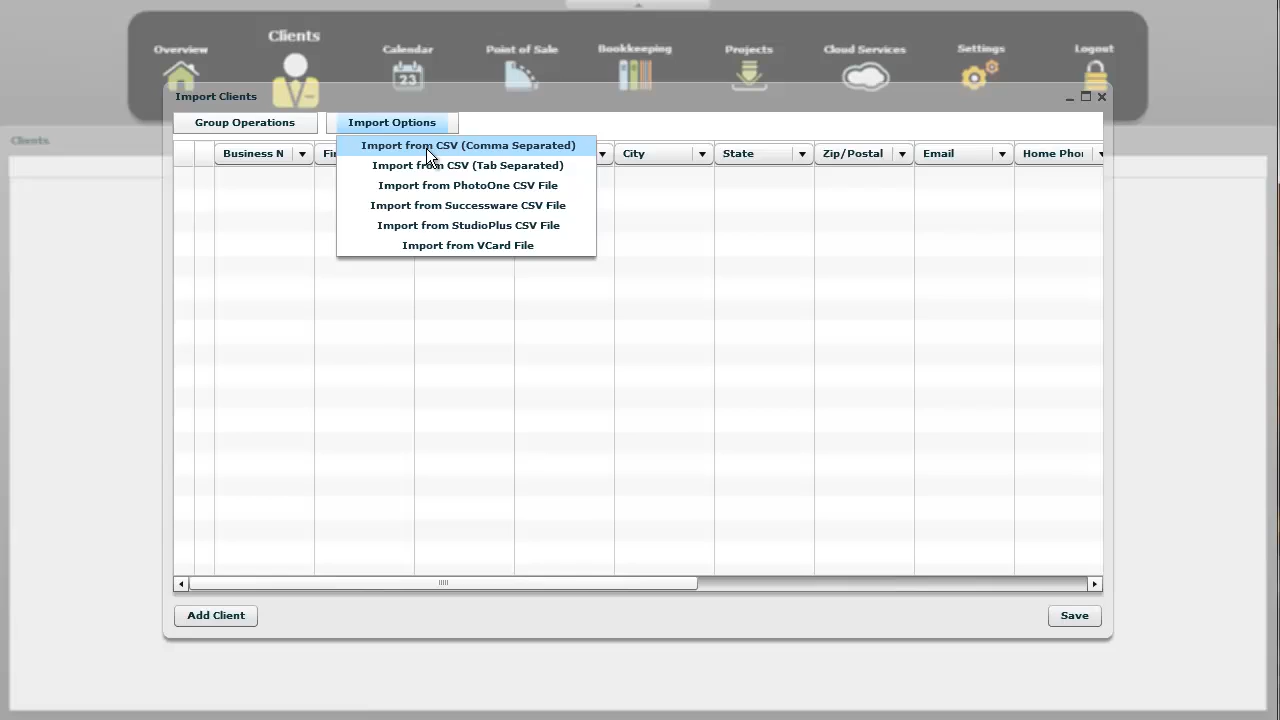 Overview
Clients
Calendar
Point of Sale
Bookkeeping
Projects
Cloud Services
Settings
Logout
23
Import Clients
Clients
Group Operations
Import Options
Import from CSV (Comma Separated)
Import from CSV (Tab Separated)
Import from PhotoOne CSV File
Import from Successware CSV File
Import from StudioPlus CSV File
Import from VCard File
Business N
Fir
City
State
Zip/Postal
Email
Home Pho
Add Client
Save